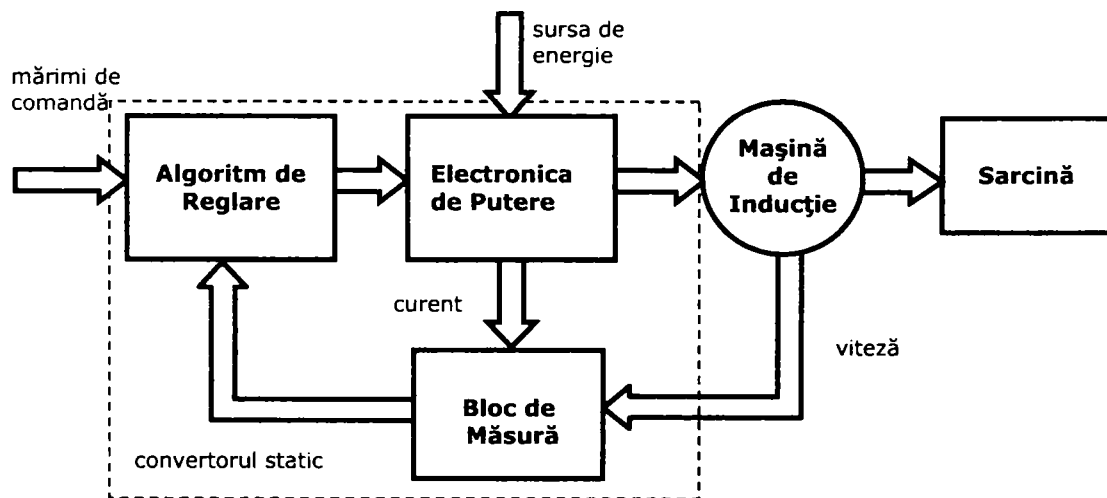 sursa de
energie
mărimi de
comandă
Algoritm de
Reglare
Electronica
de Putere
Maşină
de
Inducţie
Sarcină
curent
viteză
Bloc de
Măsură
convertorul static